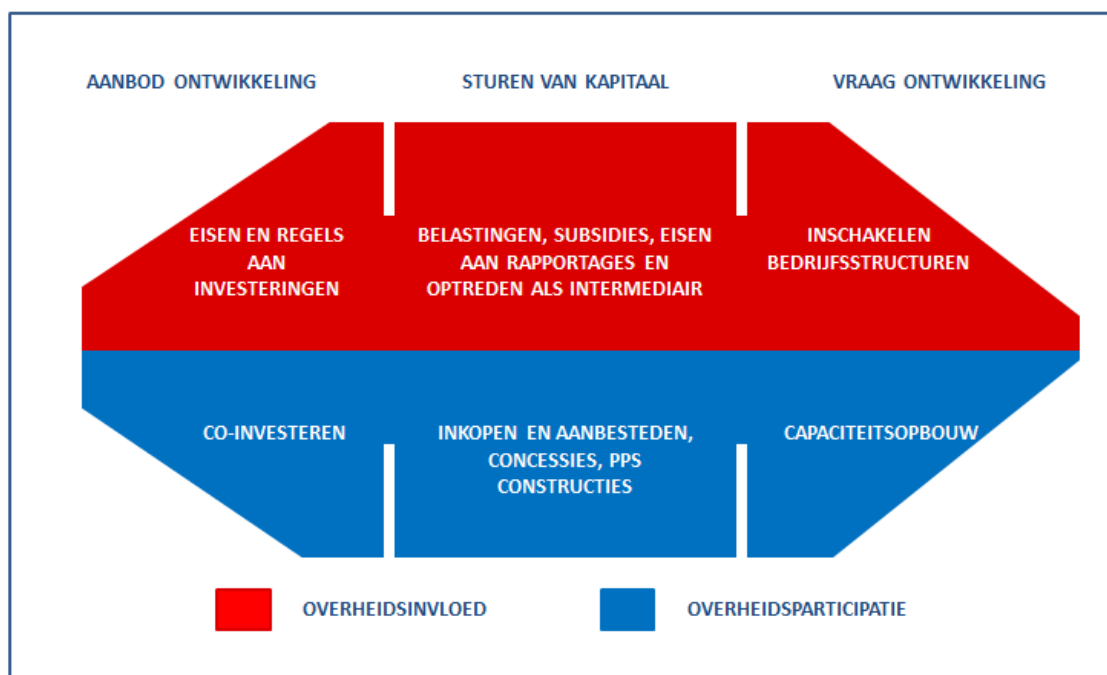 AANBOD ONTWIKKELING
STUREN VAN KAPITAAL
VRAAG ONTWIKKELING
EISEN EN REGELS
AAN
INVESTERINGEN
BELASTINGEN, SUBSIDIES, EISEN
AAN RAPPORTAGES EN
OPTREDEN ALS INTERMEDIAIR
INSCHAKELEN
BEDRIJFSSTRUCTUREN
CO-INVESTEREN
INKOPEN EN AANBESTEDEN,
CONCESSIES, PPS
CONSTRUCTIES
CAPACITEITSOPBOUW
OVERHEIDSINVLOED
OVERHEIDSPARTICIPATIE